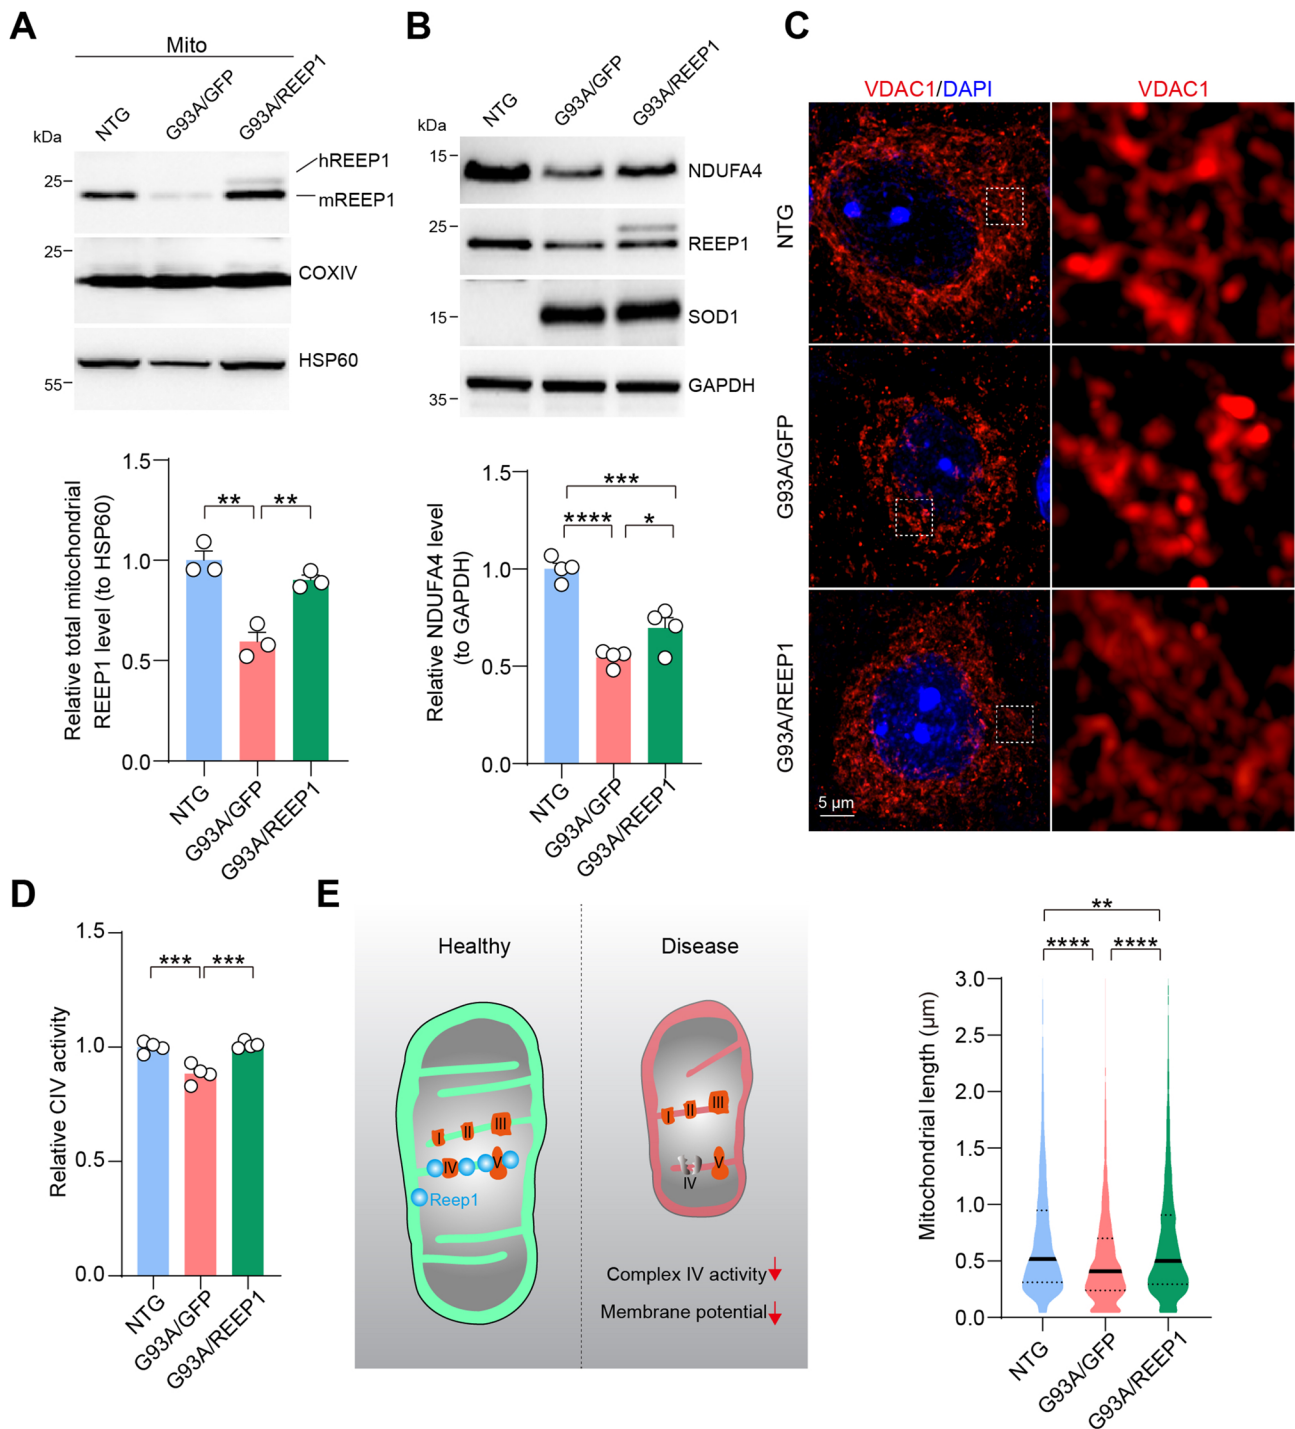 A
Mito
NTG
G93A/GFP
G93A/REEP1
kDa
25
hREEP1
mREEP1
25
COXIV
HSP60
55
Relative total mitochondrial
REEP1 level (to HSP60)
1.5
1.0
0.5
0.0
**
**
NTG
G93A/GFP
G93A/REEP1
B
NTG
G93A/GFP
G93A/REEP1
kDa
15
NDUFA4
25
REEP1
15
SOD1
35
GAPDH
Relative NDUFA4 level
(to GAPDH)
1.5
1.0
0.5
0.0
***
****
*
NTG
G93A/GFP
G93A/REEP1
C
VDAC1/DAPI
VDAC1
NTG
G93A/GFP
G93A/REEP1
5 μm
D
Relative CIV activity
1.5
1.0
0.5
0.0
***
***
NTG
G93A/GFP
G93A/REEP1
E
Healthy
Disease
I
II
III
IV
V
Reep1
I
II
III
IV
V
Complex IV activity
Membrane potential
Mitochondrial length (μm)
3.0
2.5
2.0
1.5
1.0
0.5
0.0
**
****
****
NTG
G93A/GFP
G93A/REEP1